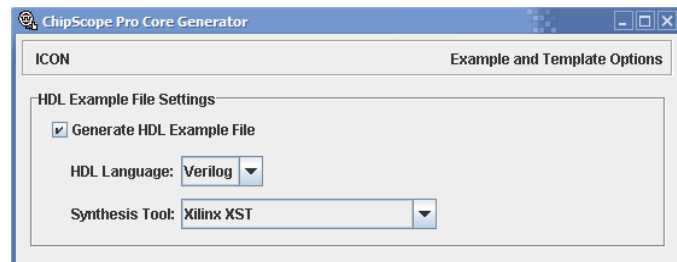 ChipScope Pro Core Generator
ICON Example and Template Options
HDL Example File Settings
Generate HDL Example File
HDL Language: Verilog
Synthesis Tool: Xilinx XST